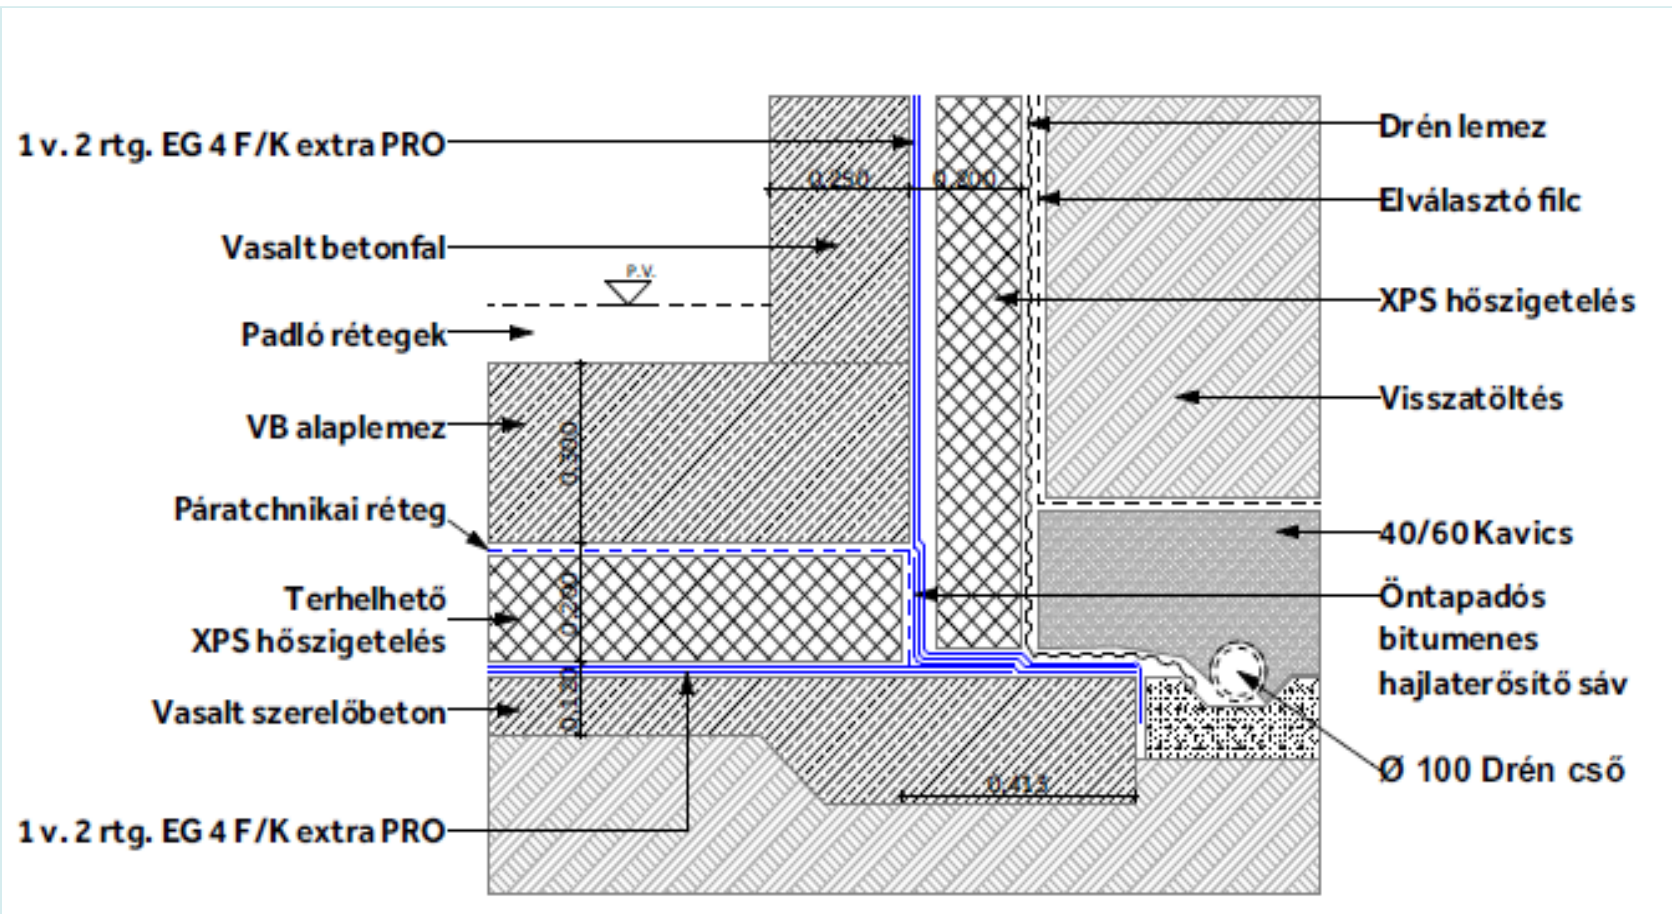 1 v. 2 rtg. EG 4 F/K extra PRO
Vasalt betonfal
P.V.
Padló rétegek
VB alaplemez
Páratchnikai réteg
Terhelhető
XPS hőszigetelés
Vasalt szerelőbeton
1 v. 2 rtg. EG 4 F/K extra PRO
0.250
0.200
0.300
0.200
0.120
0.413
Drén lemez
Elválasztó filc
XPS hőszigetelés
Visszatöltés
40/60 Kavics
Öntapadós
bitumenes
hajlaterősítő sáv
Ø 100 Drén cső